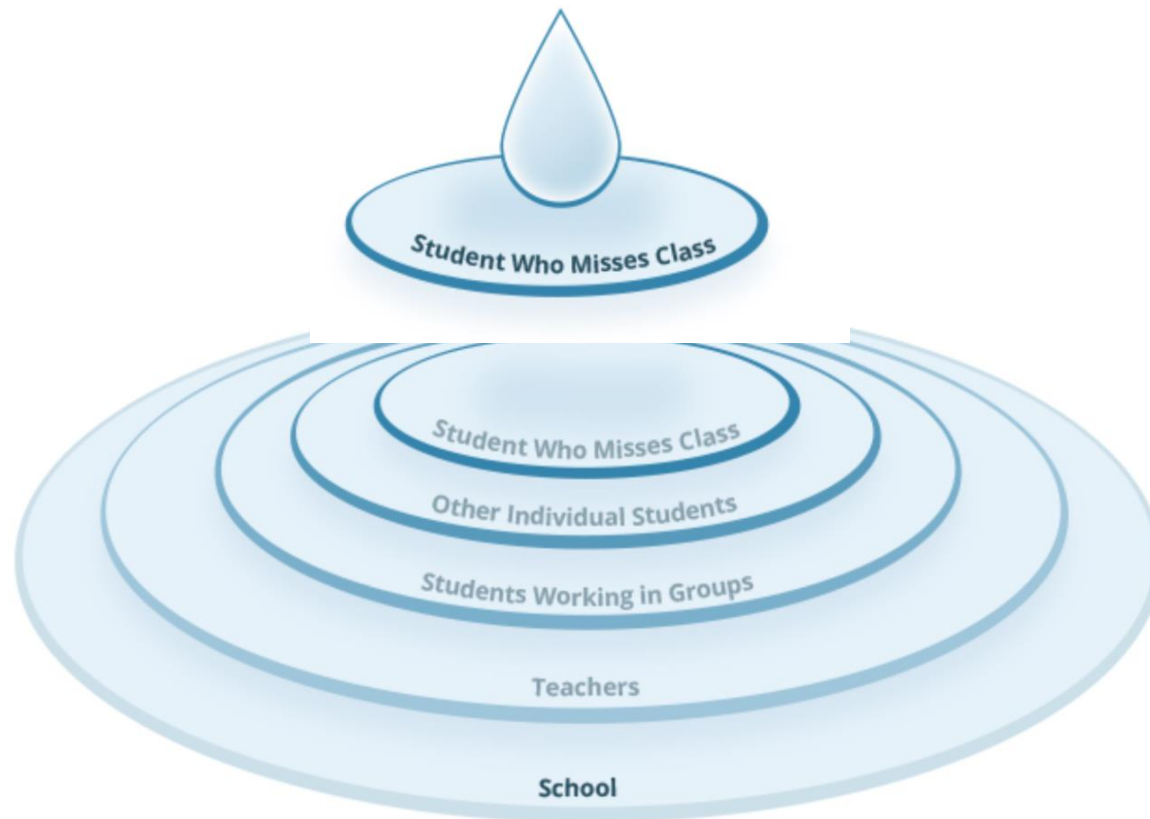 Student Who Misses Class
Student Who Misses Class
Other Individual Students
Students Working in Groups
Teachers
School